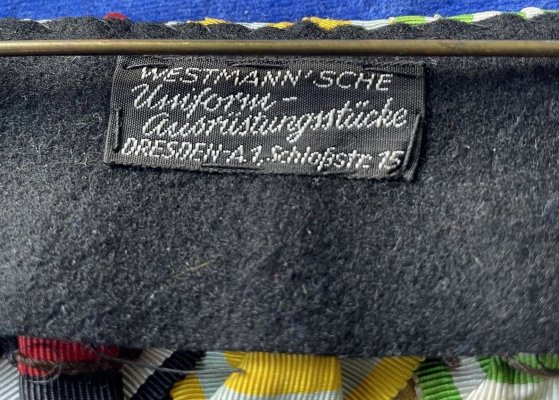 WESTMANN'SCHE
Uniform-
Ausrüstungsstücke
DRESDEN-A.1, Schloßstr. 15